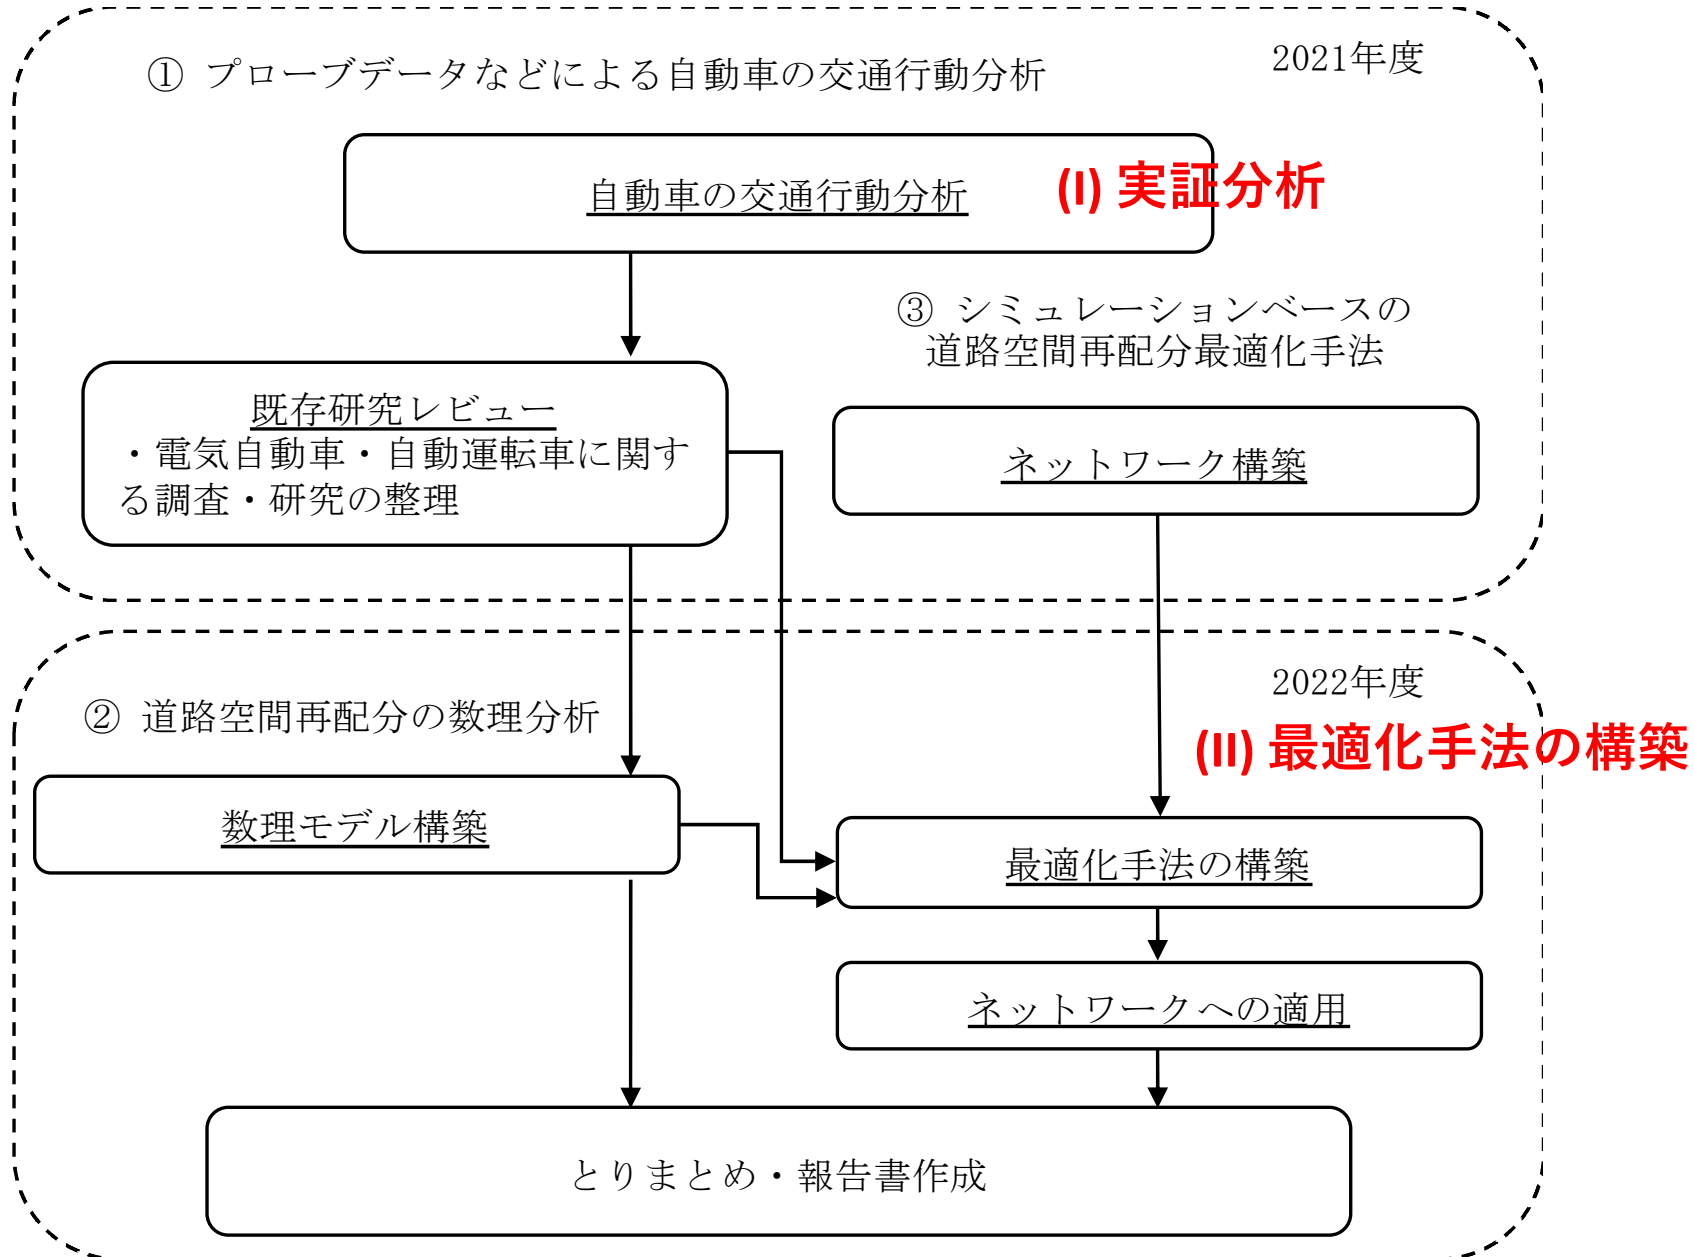 2021年度
① プローブデータなどによる自動車の交通行動分析
自動車の交通行動分析
(I) 実証分析
③ シミュレーションベースの
道路空間再配分最適化手法
既存研究レビュー
・電気自動車・自動運転車に関す
る調査・研究の整理
ネットワーク構築
2022年度
② 道路空間再配分の数理分析
(II) 最適化手法の構築
数理モデル構築
最適化手法の構築
ネットワークへの適用
とりまとめ・報告書作成